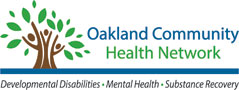 Oakland Community
Health Network
Developmental Disabilities • Mental Health • Substance Recovery